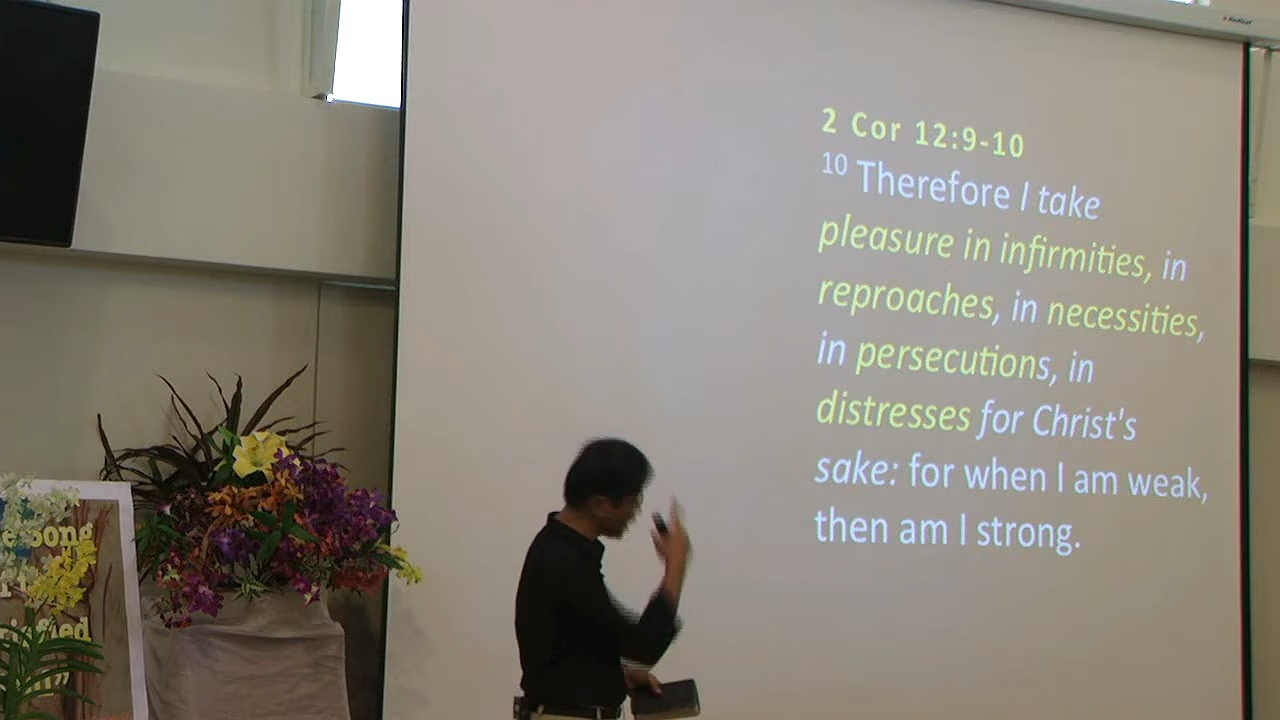 2 Cor 12:9-10
10 Therefore I take
pleasure in infirmities, in
reproaches, in necessities,
in persecutions, in
distresses for Christ's
sake: for when I am weak,
then am I strong.
Song